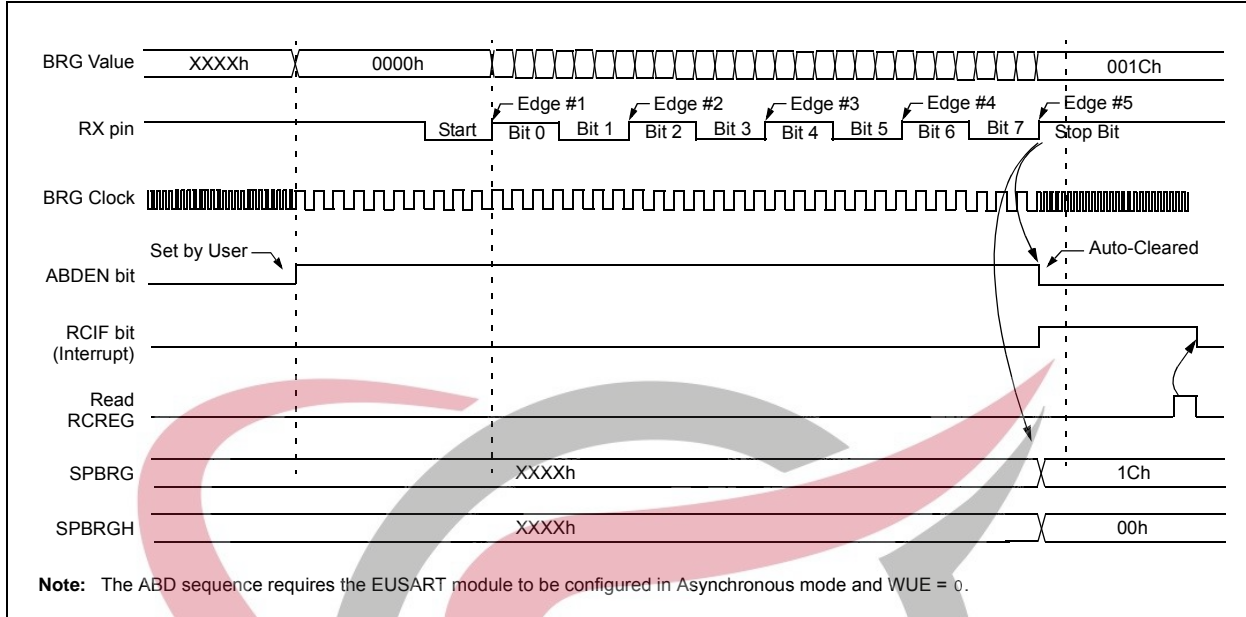 BRG Value XXXXh 0000h 001Ch
Edge #1 Edge #2 Edge #3 Edge #4 Edge #5
RX pin Start Bit 0 Bit 1 Bit 2 Bit 3 Bit 4 Bit 5 Bit 6 Bit 7 Stop Bit
BRG Clock
Set by User Auto-Cleared
ABDEN bit
RCIF bit
(Interrupt)
Read
RCREG
SPBRG XXXXh 1Ch
SPBRGH XXXXh 00h
Note: The ABD sequence requires the EUSART module to be configured in Asynchronous mode and WUE = 0.